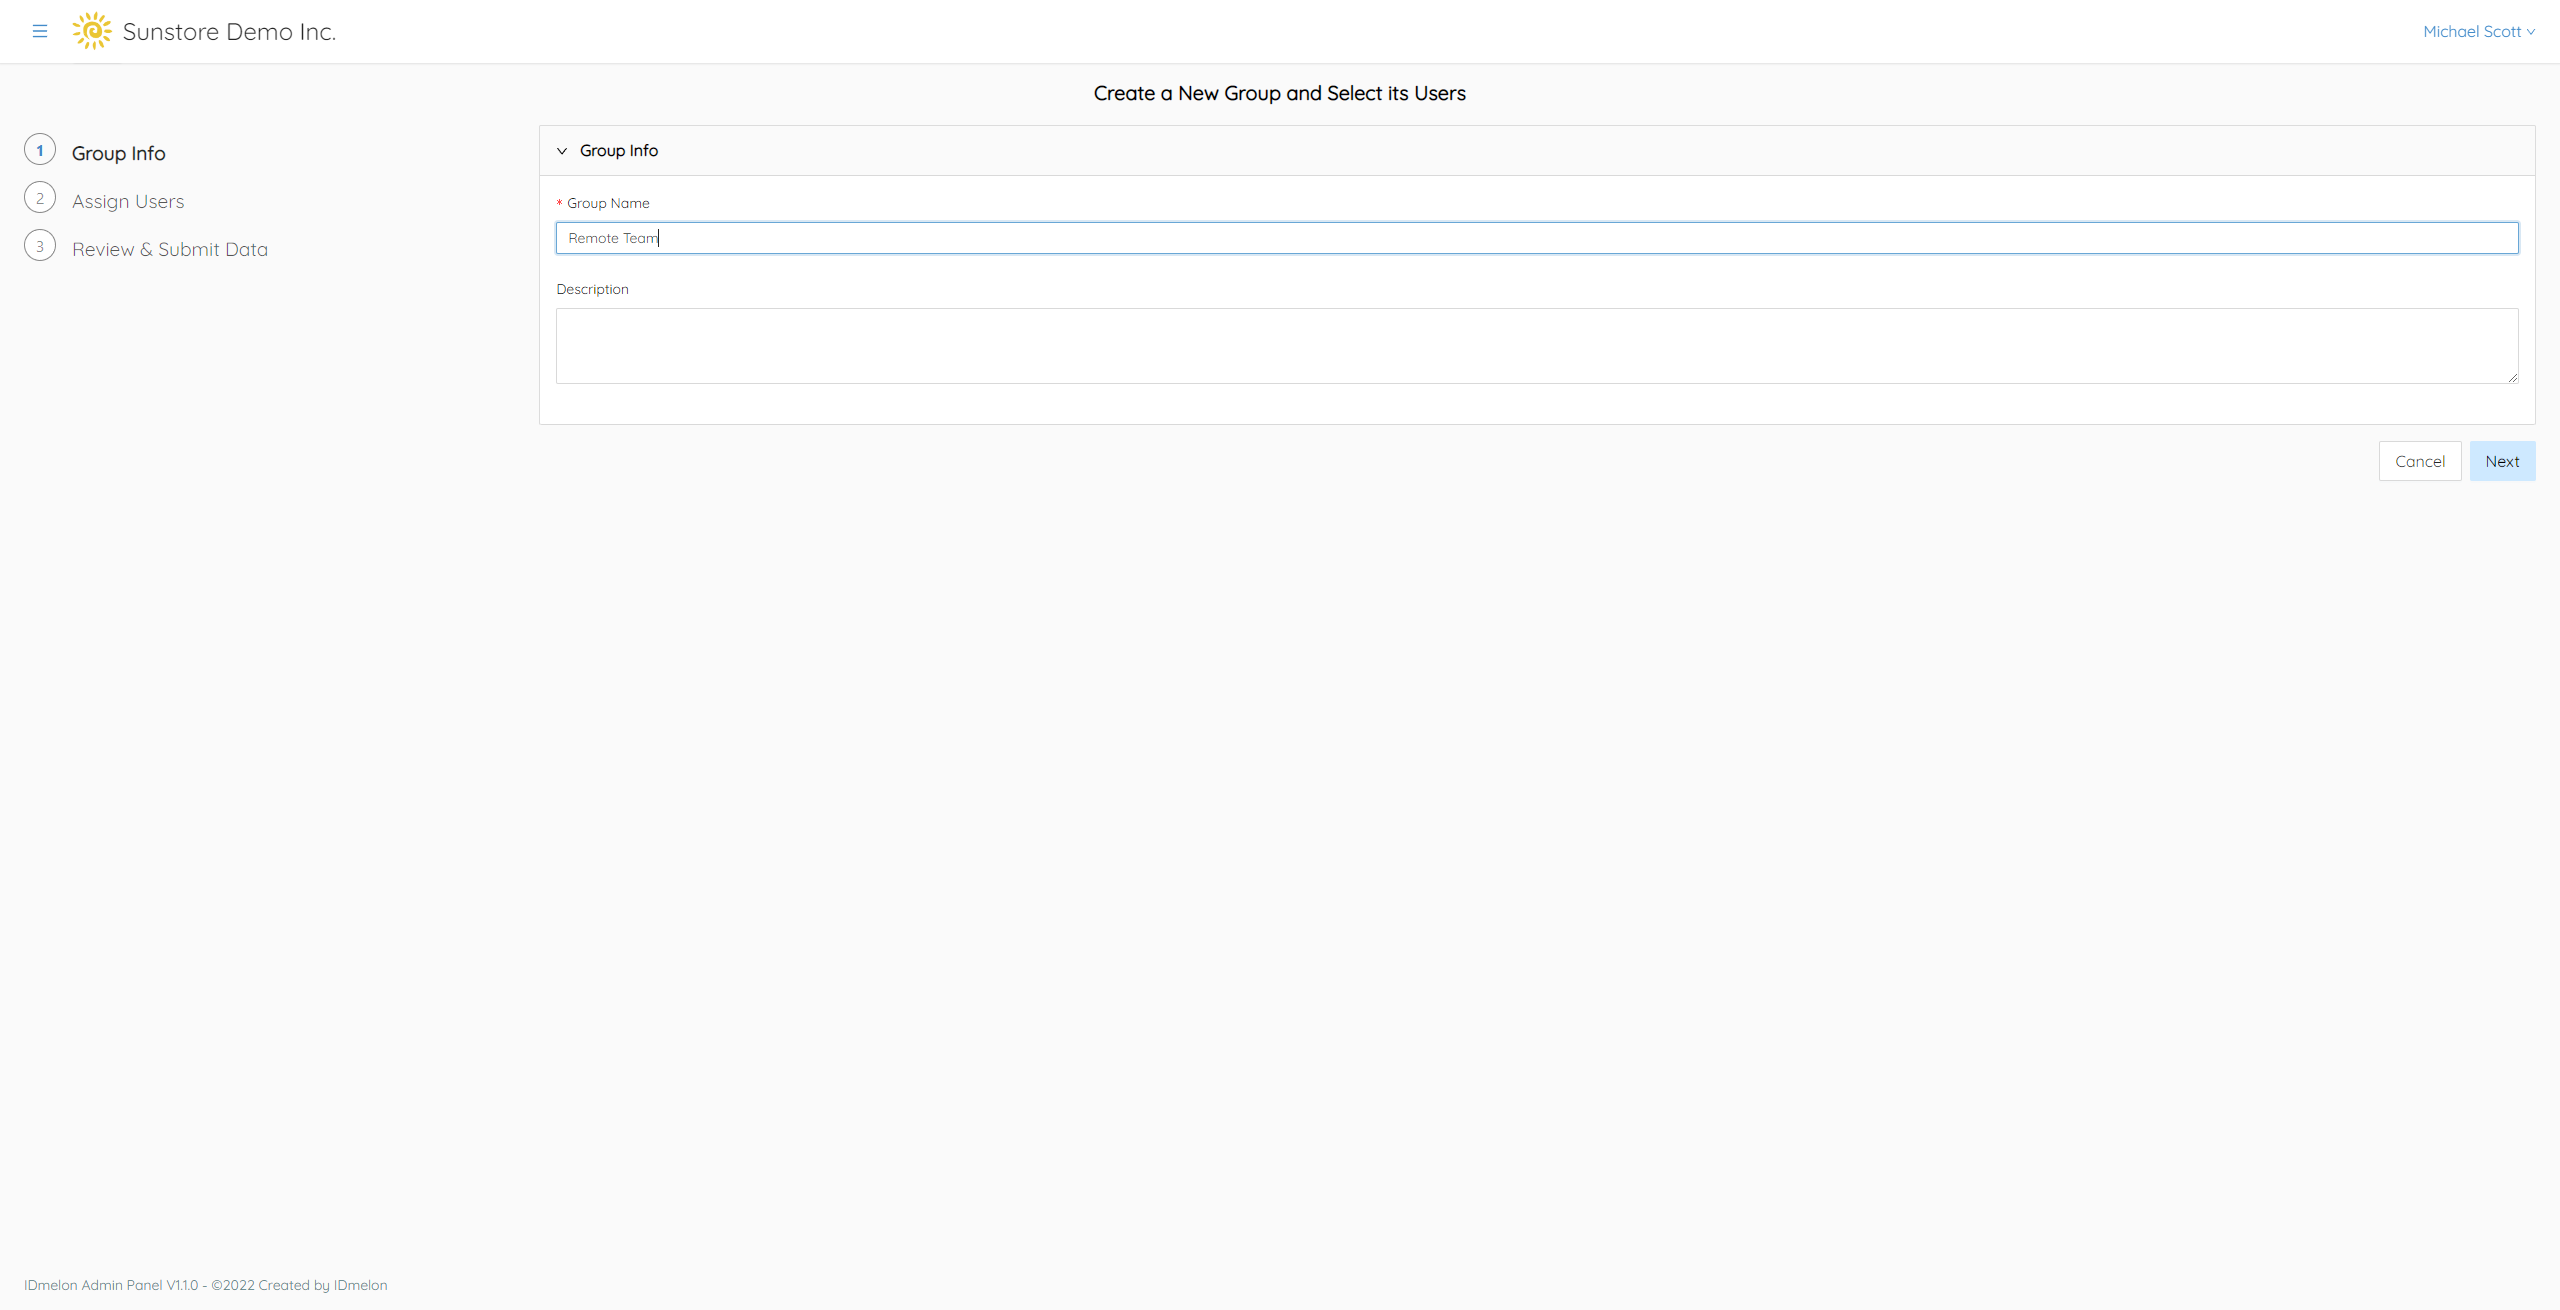 Sunstore Demo Inc.
Michael Scott
Create a New Group and Select its Users
1 Group Info
2 Assign Users
3 Review & Submit Data
Group Info
* Group Name
Remote Team
Description
Cancel Next
IDmelon Admin Panel V1.1.0 - ©2022 Created by IDmelon